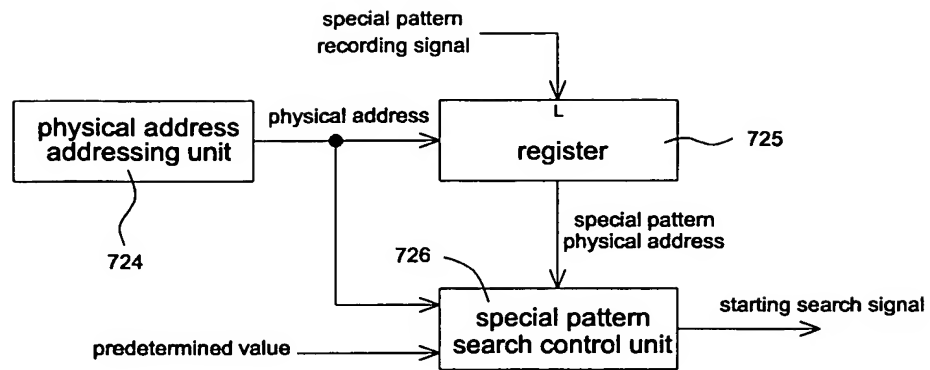 special pattern
recording signal
physical address
addressing unit
physical address
L
register
725
724
special pattern
physical address
726
special pattern
search control unit
starting search signal
predetermined value